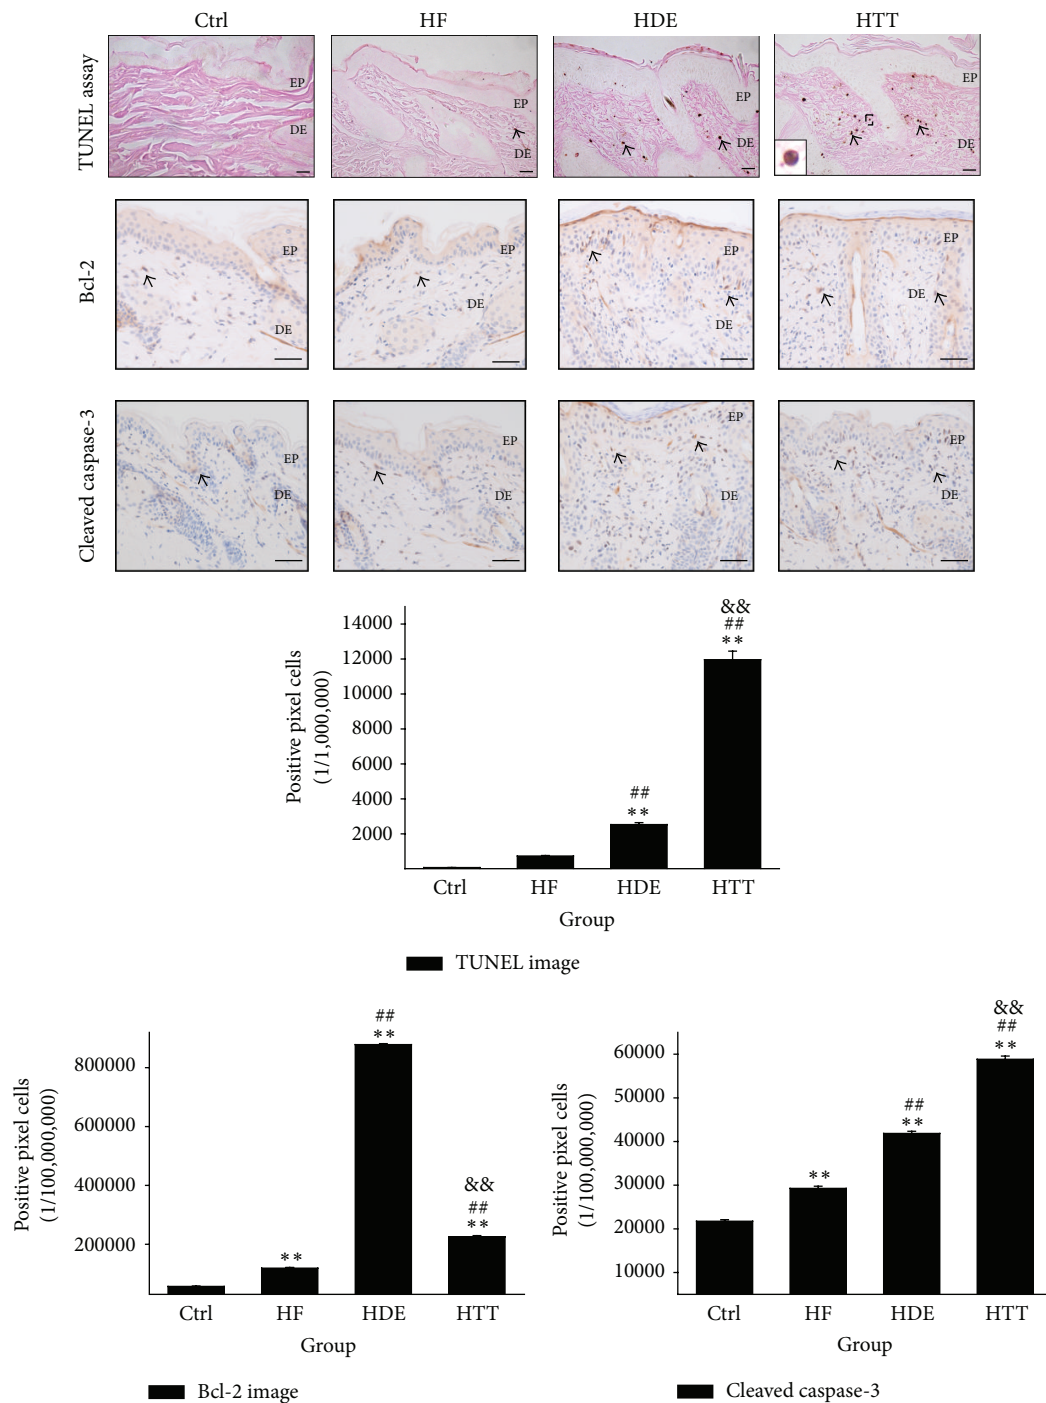 Ctrl HF HDE HTT
TUNEL assay
EP DE
EP DE
EP DE
EP DE
Bcl-2
EP DE
EP DE
EP DE
EP DE
Cleaved caspase-3
EP DE
EP DE
EP DE
EP DE
Positive pixel cells
(1/1,000,000)
14000
12000
10000
8000
6000
4000
2000
##
**
&&
##
**
Ctrl HF HDE HTT
Group
TUNEL image
Positive pixel cells
(1/100,000,000)
800000
600000
400000
200000
**
##
**
&&
##
**
Ctrl HF HDE HTT
Group
Bcl-2 image
Positive pixel cells
(1/100,000,000)
60000
40000
30000
20000
10000
**
##
**
&&
##
**
Ctrl HF HDE HTT
Group
Cleaved caspase-3